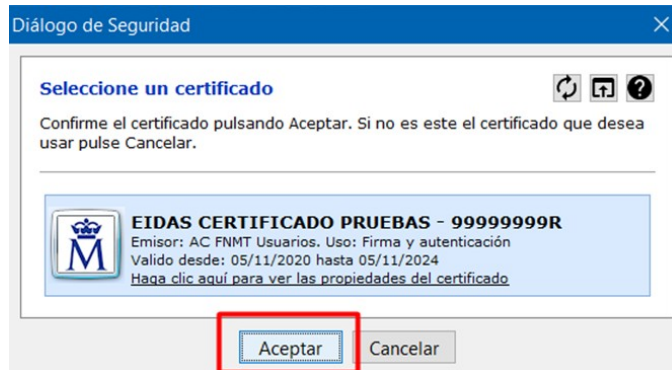 Diálogo de Seguridad
Seleccione un certificado
Confirme el certificado pulsando Aceptar. Si no es este el certificado que desea
usar pulse Cancelar.
EIDAS CERTIFICADO PRUEBAS - 99999999R
Emisor: AC FNMT Usuarios. Uso: Firma y autenticación
Valido desde: 05/11/2020 hasta 05/11/2024
Haga clic aquí para ver las propiedades del certificado
Aceptar Cancelar